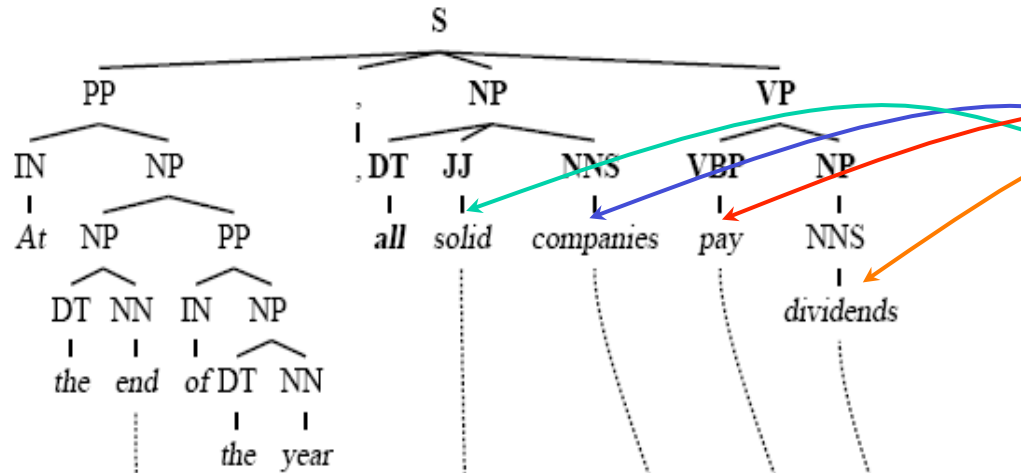 S
PP , NP VP
IN NP , DT JJ NNS VBP NP
At NP PP all solid companies pay NNS
DT NN IN NP dividends
the end of DT NN
the year